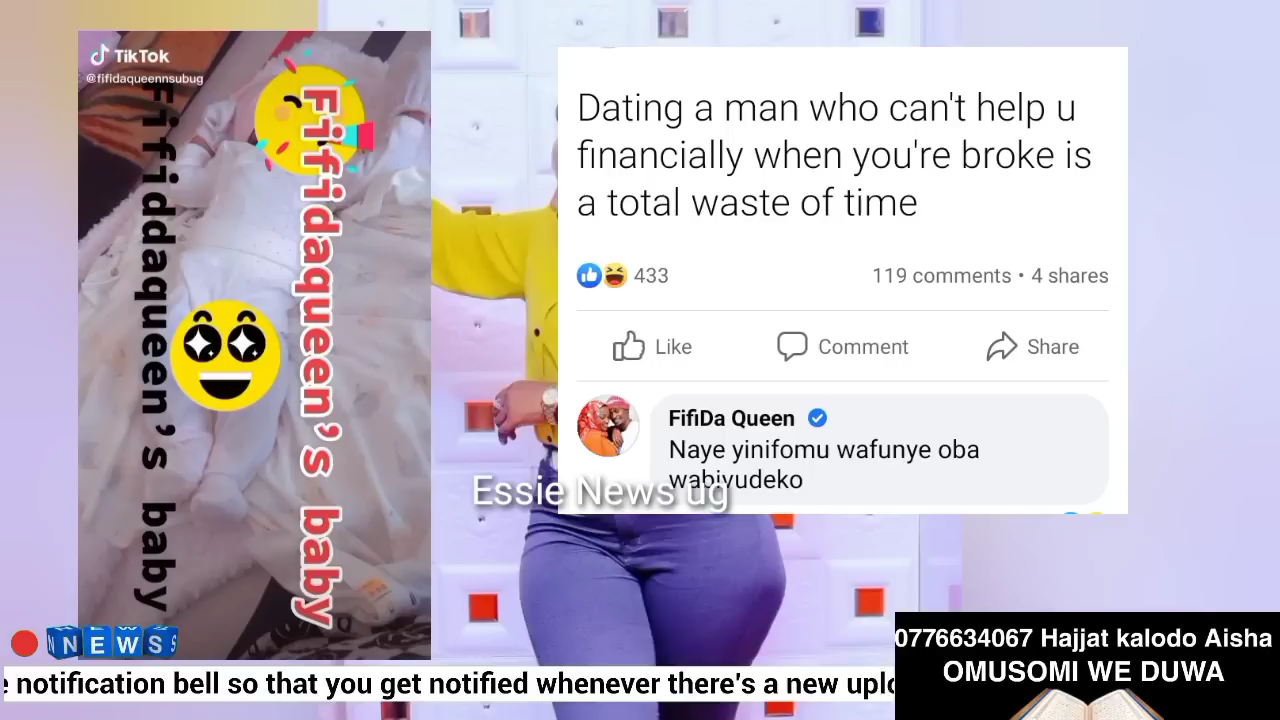 TikTok
@fifidaqueennsubug
Fifiddaqueen’s baby
Fifidaqueen’s baby
Dating a man who can't help u
financially when you're broke is
a total waste of time
433
119 comments • 4 shares
Like
Comment
Share
FifiDa Queen
Naye yinifomu wafunye oba
wabivudeko
Essie News ug
NEWS
notification bell so that you get notified whenever there's a new uplo
0776634067 Hajjat kalodo Aisha
OMUSOMI WE DUWA